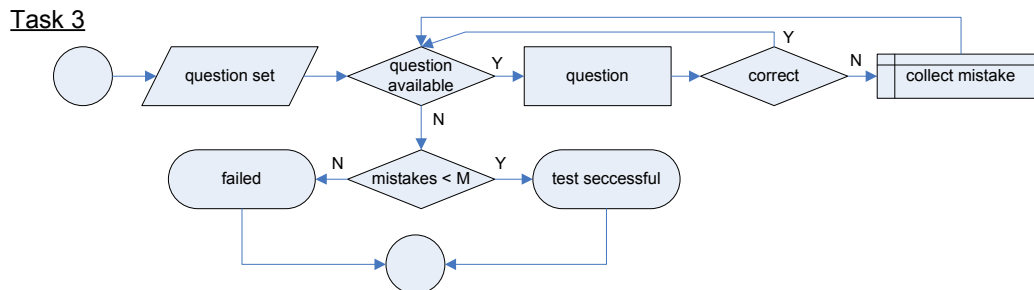 Task 3
question set
question
available
Y
question
correct
Y
N
collect mistake
N
failed
N
mistakes < M
Y
test seccessful